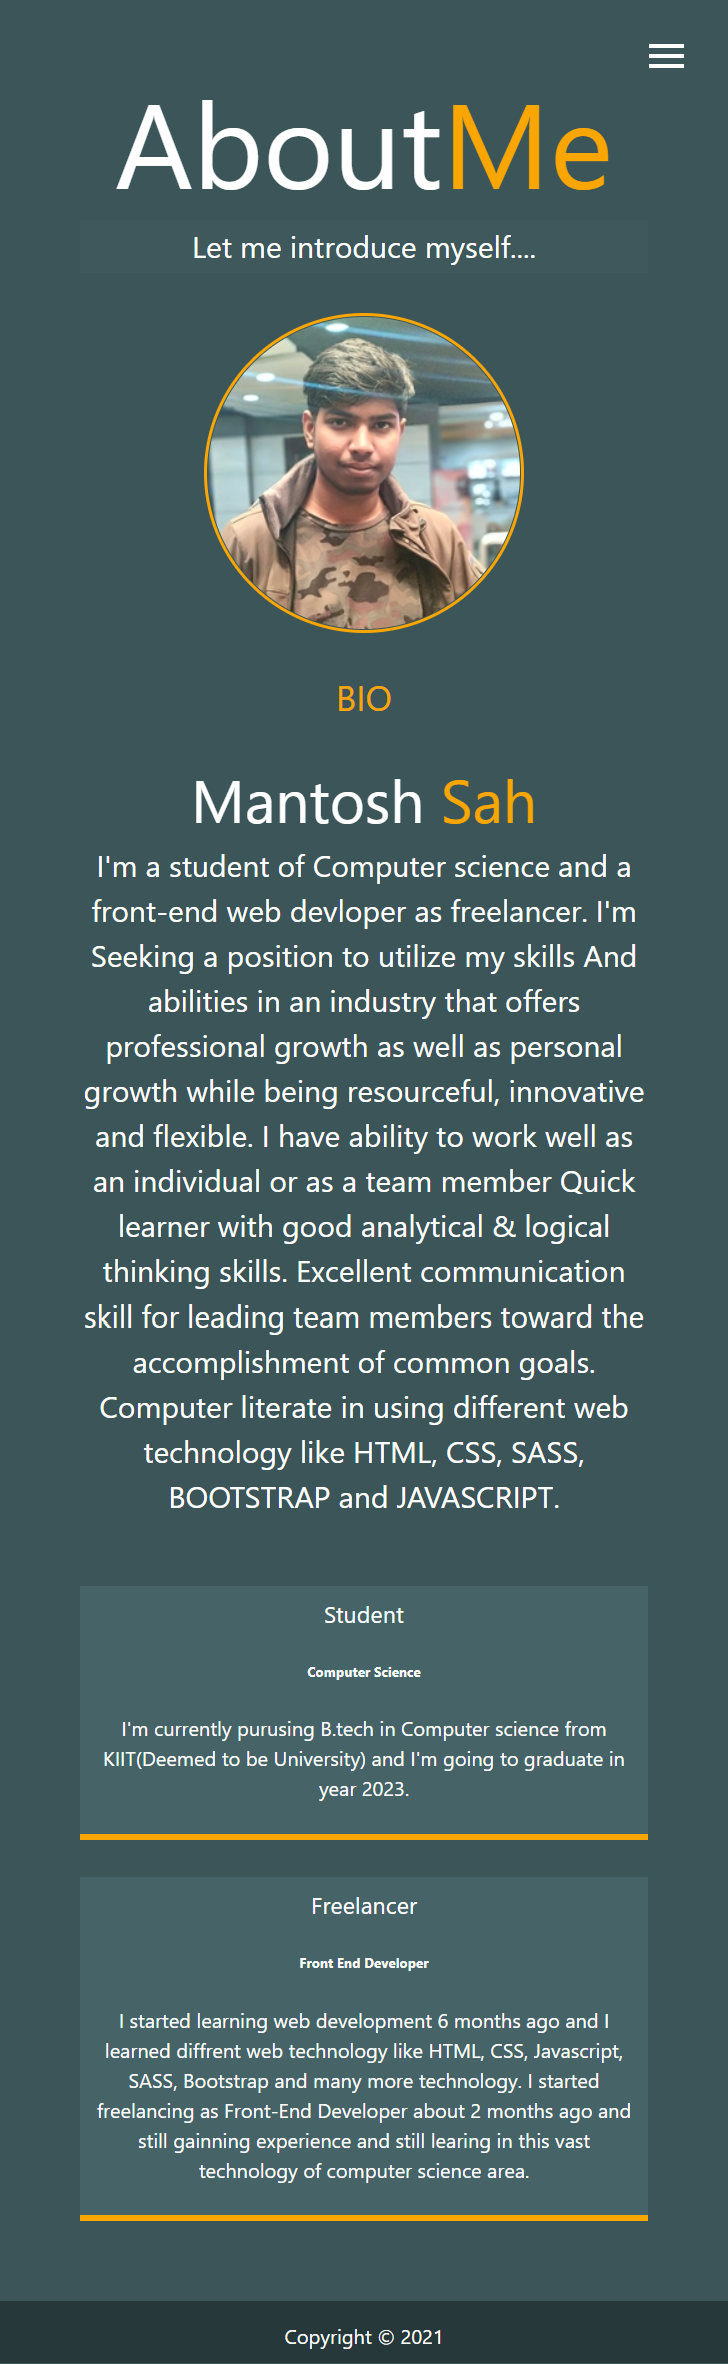 AboutMe
Let me introduce myself....
BIO
Mantosh Sah
I'm a student of Computer science and a
front-end web devloper as freelancer. I'm
Seeking a position to utilize my skills And
abilities in an industry that offers
professional growth as well as personal
growth while being resourceful, innovative
and flexible. I have ability to work well as
an individual or as a team member Quick
learner with good analytical & logical
thinking skills. Excellent communication
skill for leading team members toward the
accomplishment of common goals.
Computer literate in using different web
technology like HTML, CSS, SASS,
BOOTSTRAP and JAVASCRIPT.
Student
Computer Science
I'm currently purusing B.tech in Computer science from
KIIT(Deemed to be University) and I'm going to graduate in
year 2023.
Freelancer
Front End Developer
I started learning web development 6 months ago and I
learned diffrent web technology like HTML, CSS, Javascript,
SASS, Bootstrap and many more technology. I started
freelancing as Front-End Developer about 2 months ago and
still gainning experience and still learing in this vast
technology of computer science area.
Copyright © 2021